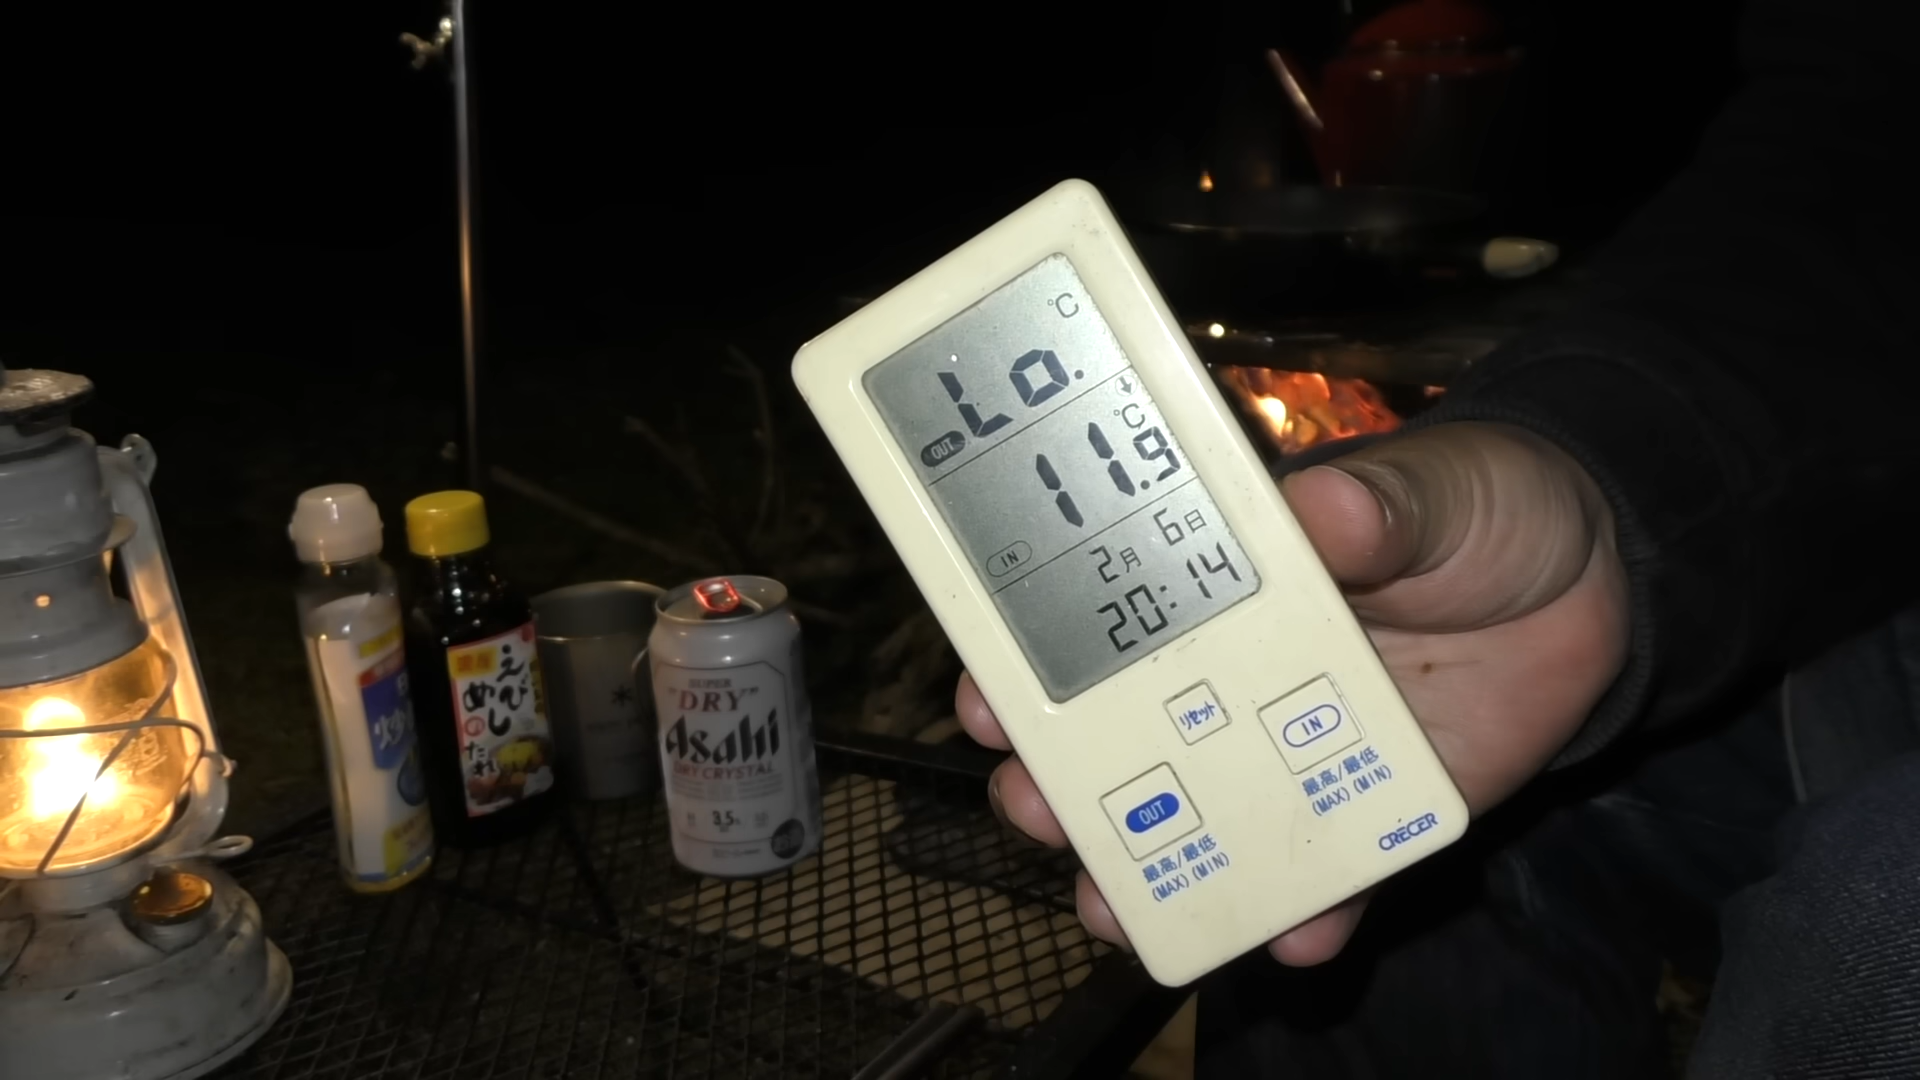 ℃
Lo.
OUT
℃
11.9
IN
2月 6日
20:14
リセット
IN
最高/最低
(MAX) (MIN)
OUT
最高/最低
(MAX) (MIN)
CRECER
えびめしのたれ
SUPER
"DRY"
Asahi
DRY CRYSTAL
3.5%